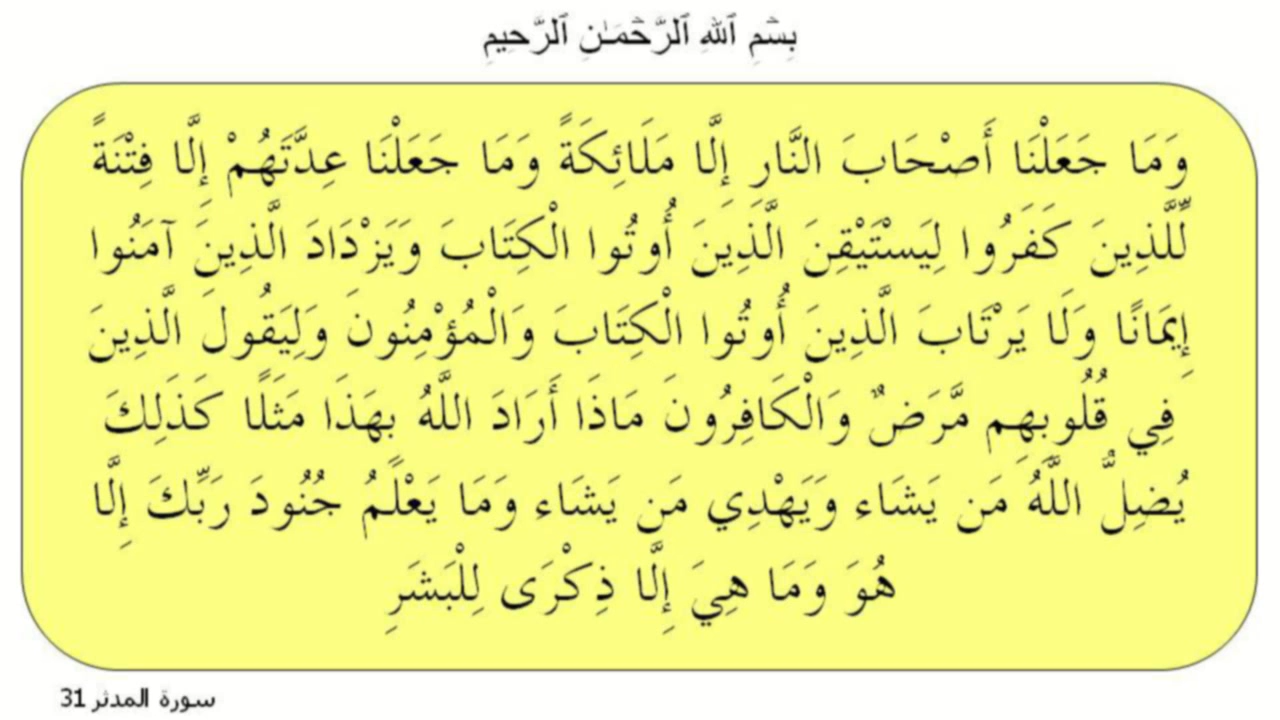 بِسْمِ ٱللهِ ٱلرَّحْمَـٰنِ ٱلرَّحِيمِ
وَمَا جَعَلْنَا أَصْحَابَ النَّارِ إِلَّا مَلَائِكَةً وَمَا جَعَلْنَا عِدَّتَهُمْ إِلَّا فِتْنَةً
لِّلَّذِينَ كَفَرُوا لِيَسْتَيْقِنَ الَّذِينَ أُوتُوا الْكِتَابَ وَيَزْدَادَ الَّذِينَ آمَنُوا
إِيمَانًا وَلَا يَرْتَابَ الَّذِينَ أُوتُوا الْكِتَابَ وَالْمُؤْمِنُونَ وَلِيَقُولَ الَّذِينَ
فِي قُلُوبِهِم مَّرَضٌ وَالْكَافِرُونَ مَاذَا أَرَادَ اللَّهُ بِهَذَا مَثَلًا كَذَلِكَ
يُضِلُّ اللَّهُ مَن يَشَاء وَيَهْدِي مَن يَشَاء وَمَا يَعْلَمُ جُنُودَ رَبِّكَ إِلَّا
هُوَ وَمَا هِيَ إِلَّا ذِكْرَى لِلْبَشَرِ
سورة المدثر 31